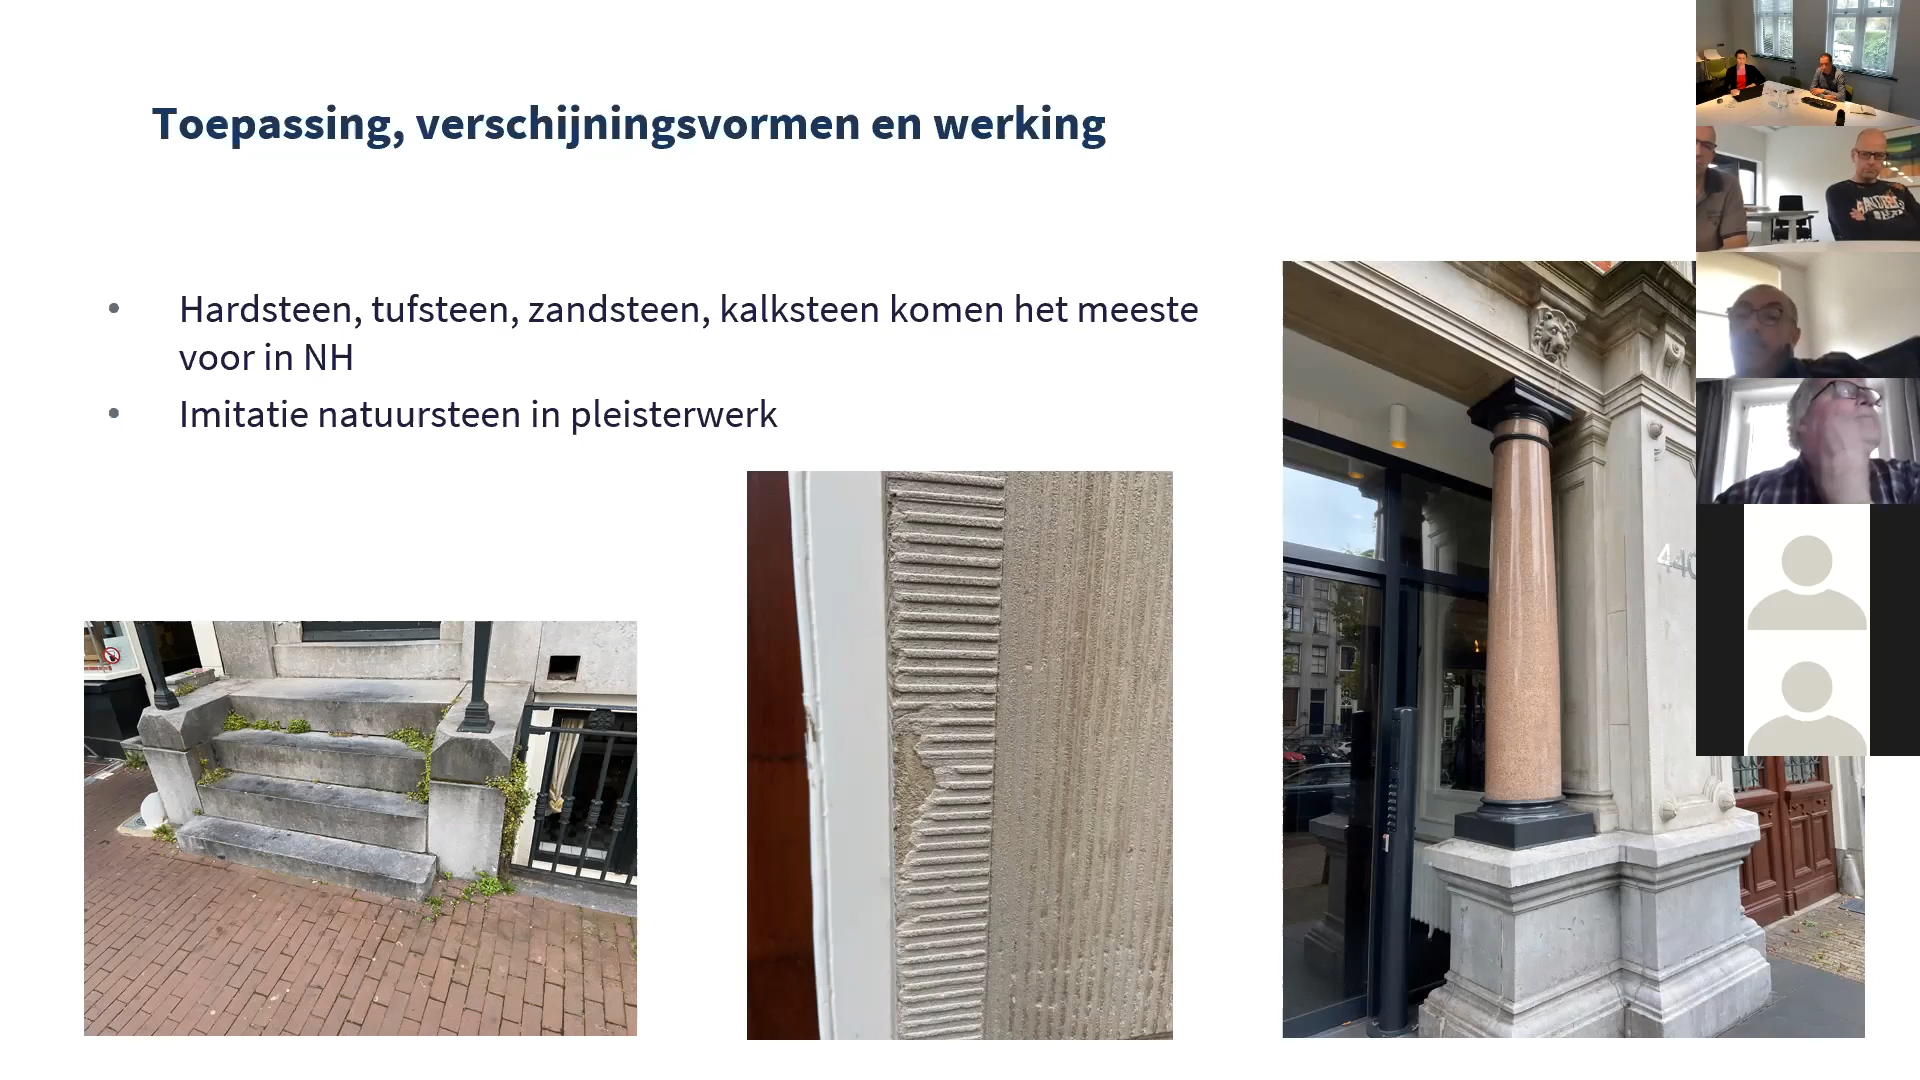 Toepassing, verschijningsvormen en werking
• Hardsteen, tufsteen, zandsteen, kalksteen komen het meeste
voor in NH
• Imitatie natuursteen in pleisterwerk